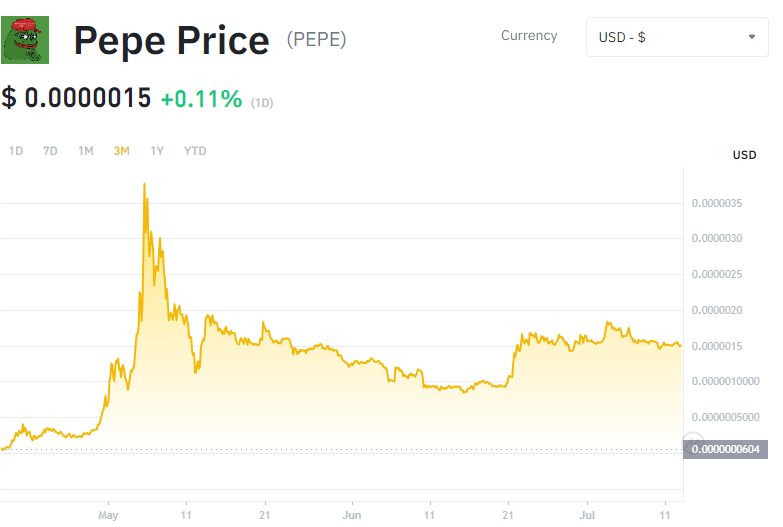 Pepe Price (PEPE)
Currency
USD - $
$ 0.0000015 +0.11% (1D)
1D 7D 1M 3M 1Y YTD
USD
0.0000035
0.0000030
0.0000025
0.0000020
0.0000015
0.0000010000
0.0000005000
0.0000000604
May 11 21 Jun 11 21 Jul 11